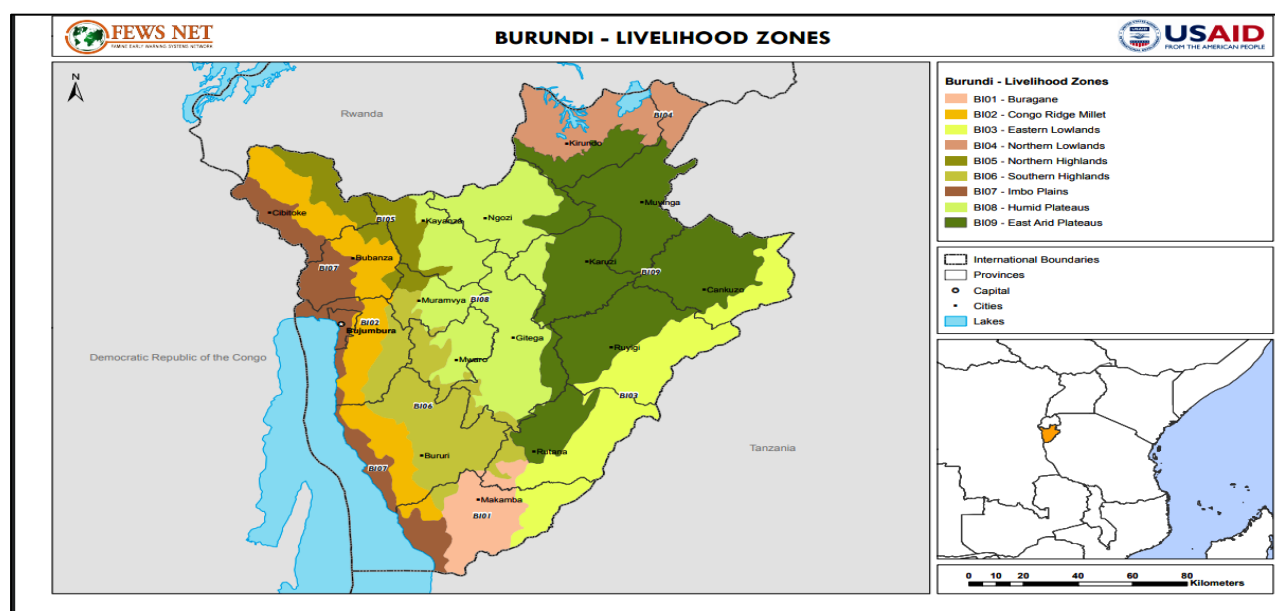 FEWS NET
FAMINE EARLY WARNING SYSTEMS NETWORK
BURUNDI - LIVELIHOOD ZONES
USAID
FROM THE AMERICAN PEOPLE
N
Rwanda
Democratic Republic of the Congo
Tanzania
BI04
Kirundo
Cibitoke
BI05
Kayanza
Ngozi
Muyinga
BI07
Bubanza
Karuzi
BI09
Cankuzo
Muramvya
BI08
BI02
Bujumbura
Gitega
Mwaro
Ruyigi
BI03
BI06
BI07
Bururi
Rutana
Makamba
BI01
Burundi - Livelihood Zones
BI01 - Buragane
BI02 - Congo Ridge Millet
BI03 - Eastern Lowlands
BI04 - Northern Lowlands
BI05 - Northern Highlands
BI06 - Southern Highlands
BI07 - Imbo Plains
BI08 - Humid Plateaus
BI09 - East Arid Plateaus
International Boundaries
Provinces
Capital
Cities
Lakes
0 5 10 20 40 60 80
Kilometers